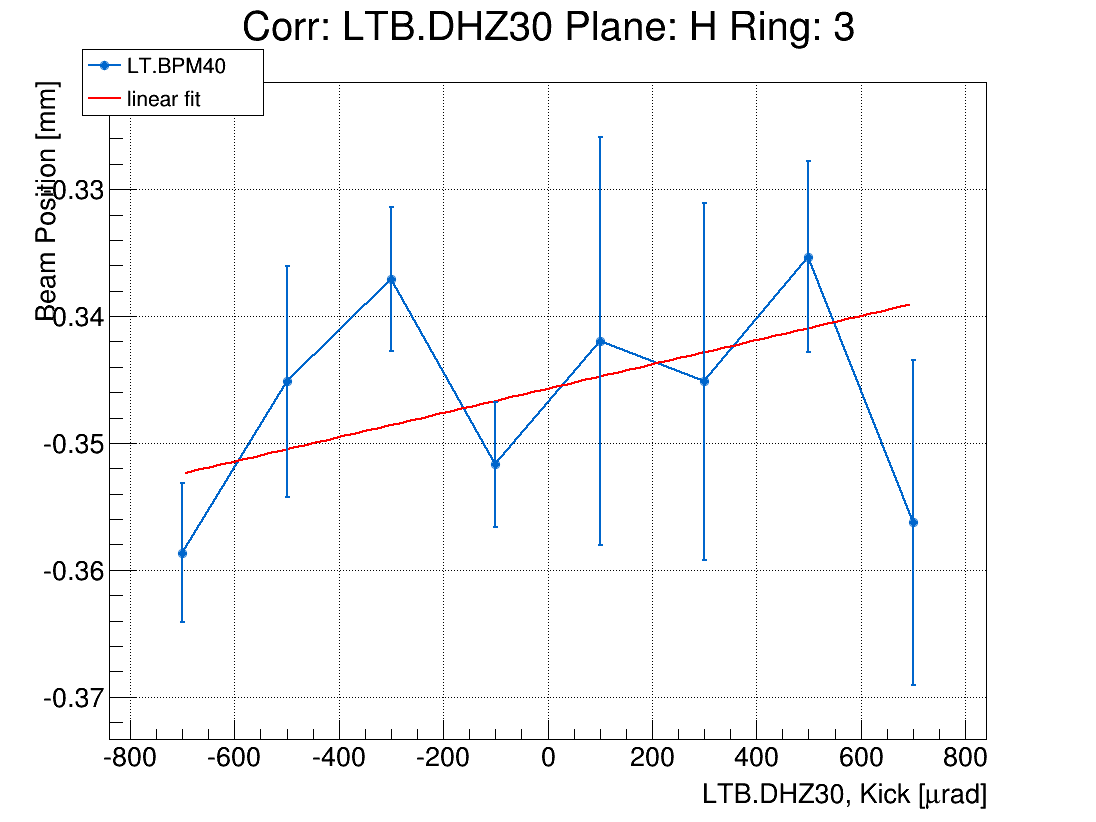 Corr: LTB.DHZ30 Plane: H Ring: 3
LT.BPM40
linear fit
Beam Position [mm]
-0.33
-0.34
-0.35
-0.36
-0.37
-800 -600 -400 -200 0 200 400 600 800
LTB.DHZ30, Kick [μrad]